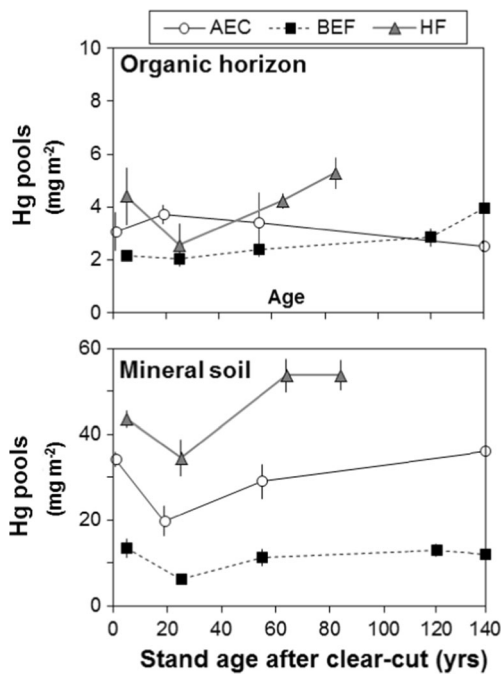 AEC BEF HF
Organic horizon
10
8
6
4
2
0
Hg pools
(mg m-2)
Age
Mineral soil
60
40
20
0
Hg pools
(mg m-2)
0 20 40 60 80 100 120 140
Stand age after clear-cut (yrs)